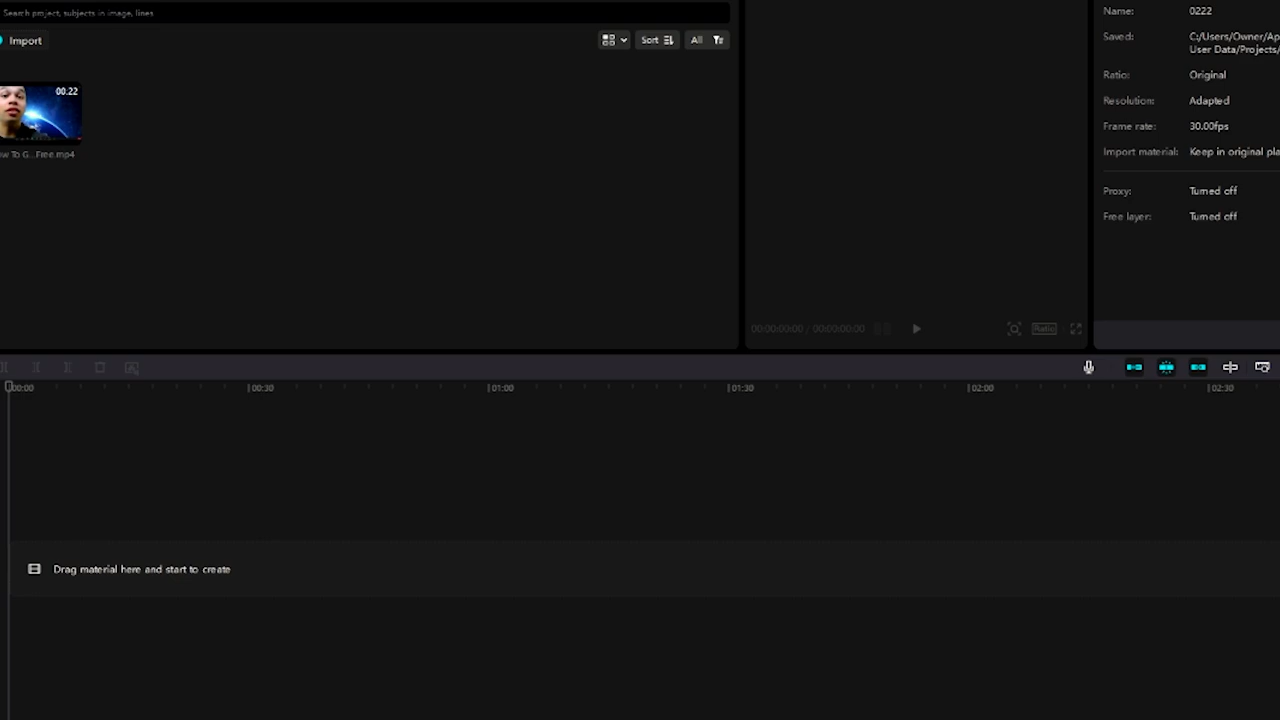 Search project, subjects in image, lines
Import
Sort
All
00:22
ow To G...Free.mp4
Name: 0222
Saved: C:/Users/Owner/Ap
User Data/Projects/
Ratio: Original
Resolution: Adapted
Frame rate: 30.00fps
Import material: Keep in original pla
Proxy: Turned off
Free layer: Turned off
00:00:00:00 / 00:00:00:00
Ratio
00:00
01:00
00:30
01:30
02:00
02:30
Drag material here and start to create